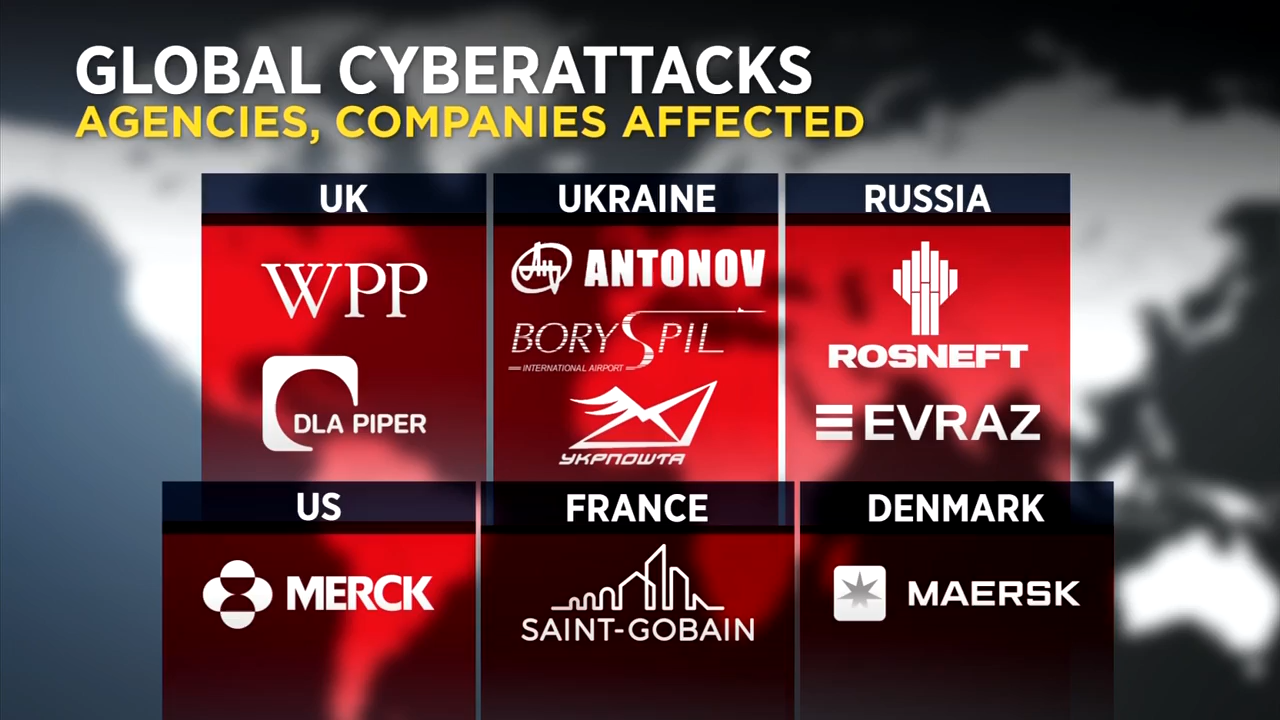 GLOBAL CYBERATTACKS
AGENCIES, COMPANIES AFFECTED
UK
WPP
DLA PIPER
UKRAINE
ANTONOV
BORYSPIL
INTERNATIONAL AIRPORT
УКРПОШТА
RUSSIA
ROSNEFT
EVRAZ
US
MERCK
FRANCE
SAINT-GOBAIN
DENMARK
MAERSK